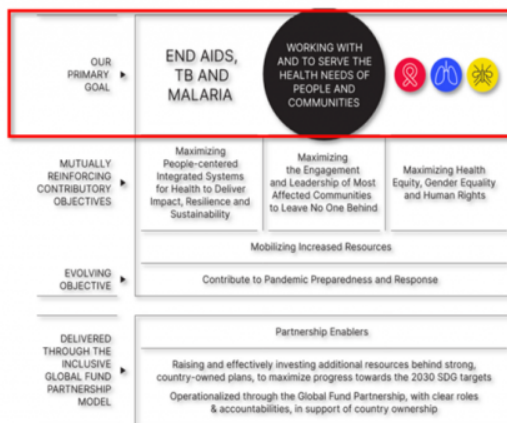 OUR
PRIMARY
GOAL
END AIDS,
TB AND
MALARIA
WORKING WITH
AND TO SERVE THE
HEALTH NEEDS OF
PEOPLE AND
COMMUNITIES
MUTUALLY
REINFORCING
CONTRIBUTORY
OBJECTIVES
Maximizing
People-centered
Integrated Systems
for Health to Deliver
Impact, Resilience and
Sustainability
Maximizing
the Engagement
and Leadership of Most
Affected Communities
to Leave No One Behind
Maximizing Health
Equity, Gender Equality
and Human Rights
Mobilizing Increased Resources
EVOLVING
OBJECTIVE
Contribute to Pandemic Preparedness and Response
DELIVERED
THROUGH THE
INCLUSIVE
GLOBAL FUND
PARTNERSHIP
MODEL
Partnership Enablers
Raising and effectively investing additional resources behind strong,
country-owned plans, to maximize progress towards the 2030 SDG targets
Operationalized through the Global Fund Partnership, with clear roles
& accountabilities, in support of country ownership